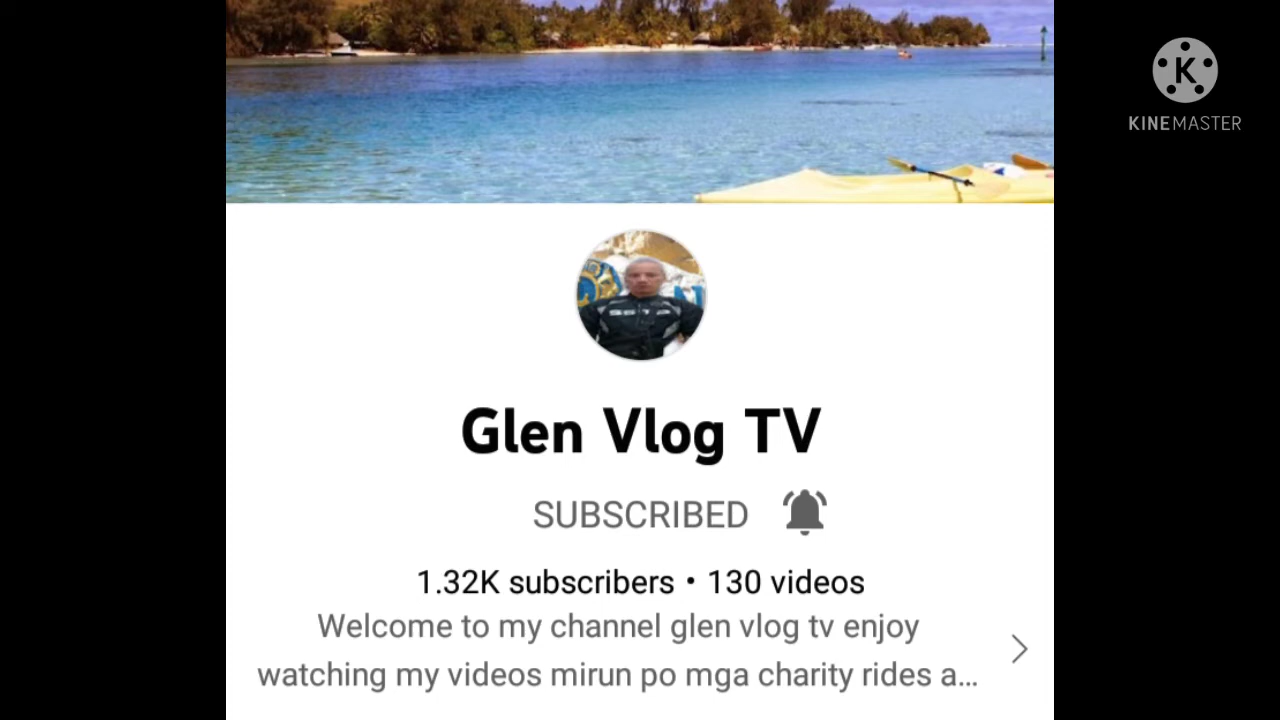 KINEMASTER
Glen Vlog TV
SUBSCRIBED
1.32K subscribers • 130 videos
Welcome to my channel glen vlog tv enjoy
watching my videos mirun po mga charity rides a...